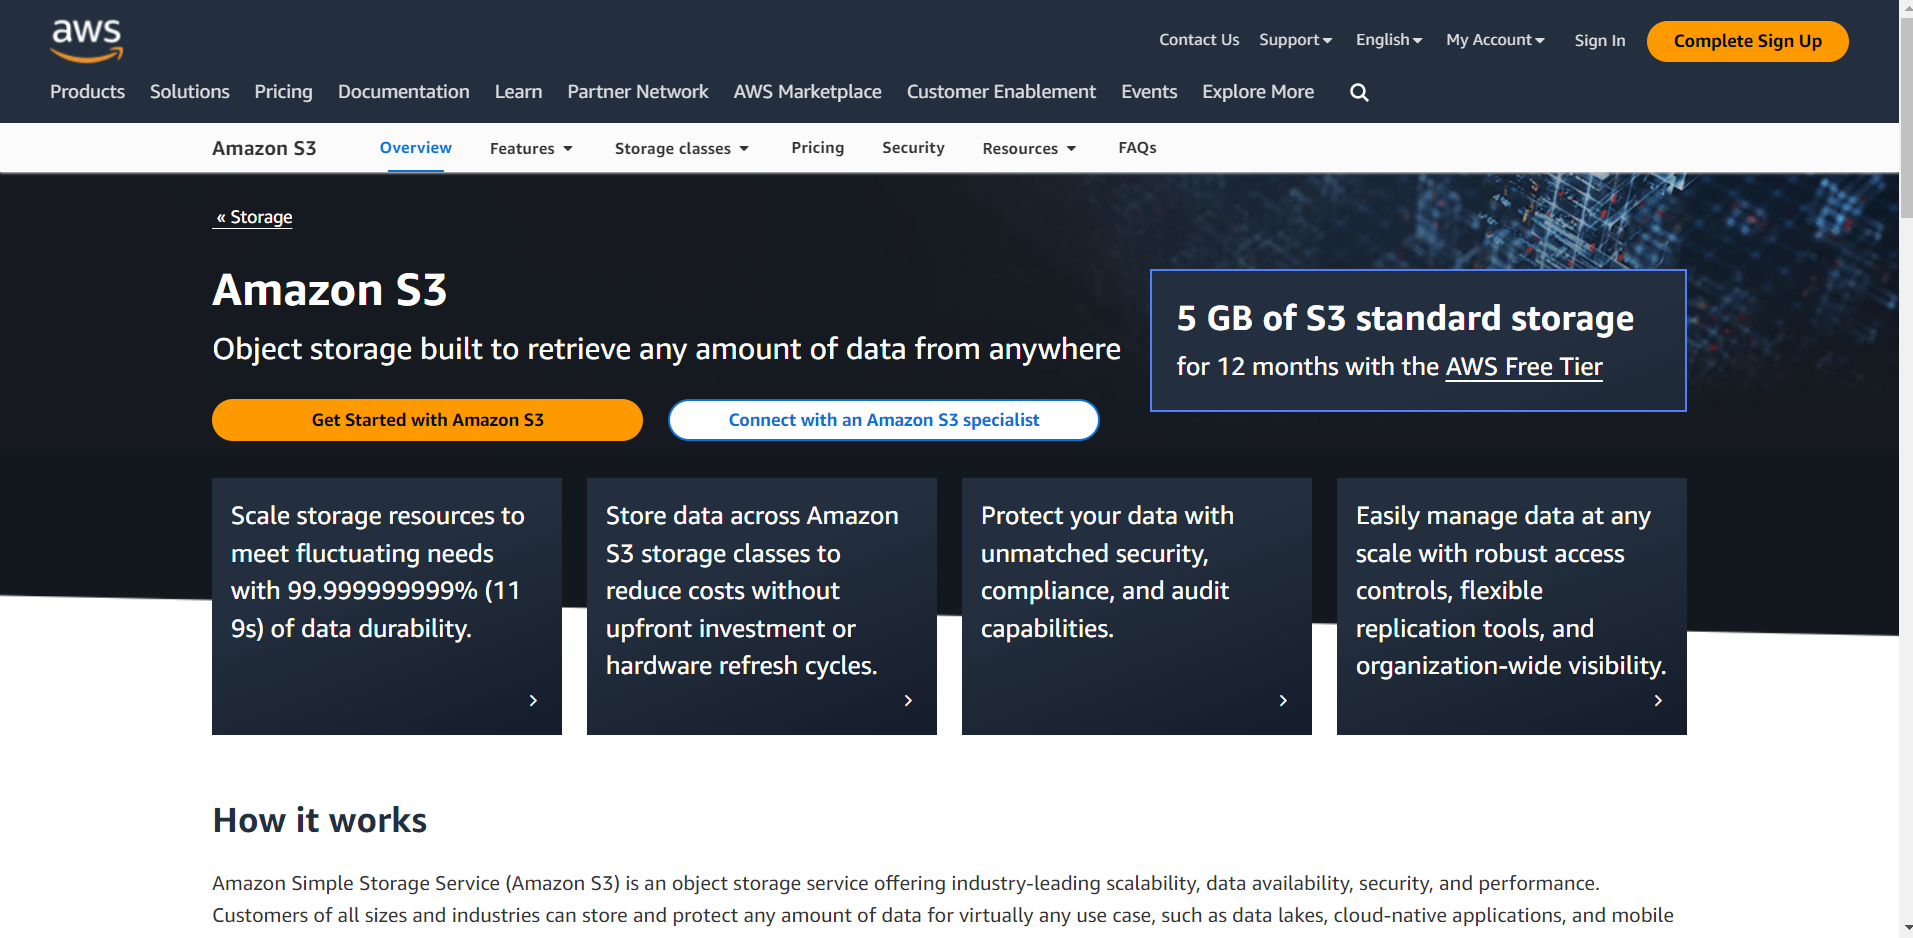 aws
Contact Us Support English My Account Sign In Complete Sign Up
Products Solutions Pricing Documentation Learn Partner Network AWS Marketplace Customer Enablement Events Explore More
Amazon S3 Overview Features Storage classes Pricing Security Resources FAQs
« Storage
Amazon S3
Object storage built to retrieve any amount of data from anywhere
Get Started with Amazon S3 Connect with an Amazon S3 specialist
5 GB of S3 standard storage
for 12 months with the AWS Free Tier
Scale storage resources to
meet fluctuating needs
with 99.999999999% (11
9s) of data durability.
Store data across Amazon
S3 storage classes to
reduce costs without
upfront investment or
hardware refresh cycles.
Protect your data with
unmatched security,
compliance, and audit
capabilities.
Easily manage data at any
scale with robust access
controls, flexible
replication tools, and
organization-wide visibility.
How it works
Amazon Simple Storage Service (Amazon S3) is an object storage service offering industry-leading scalability, data availability, security, and performance.
Customers of all sizes and industries can store and protect any amount of data for virtually any use case, such as data lakes, cloud-native applications, and mobile